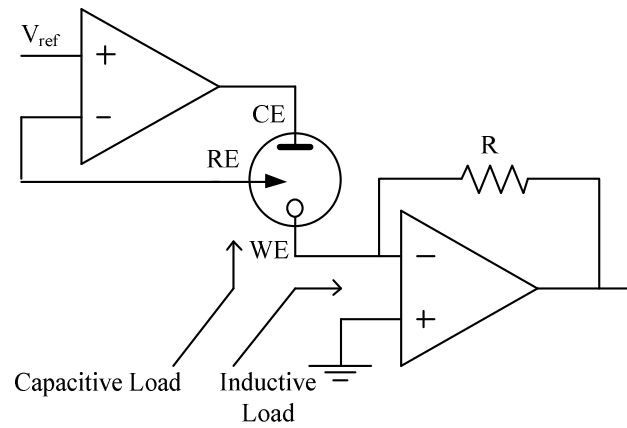 V_ref
+
−
CE
RE
WE
R
−
+
Capacitive Load
Inductive
Load